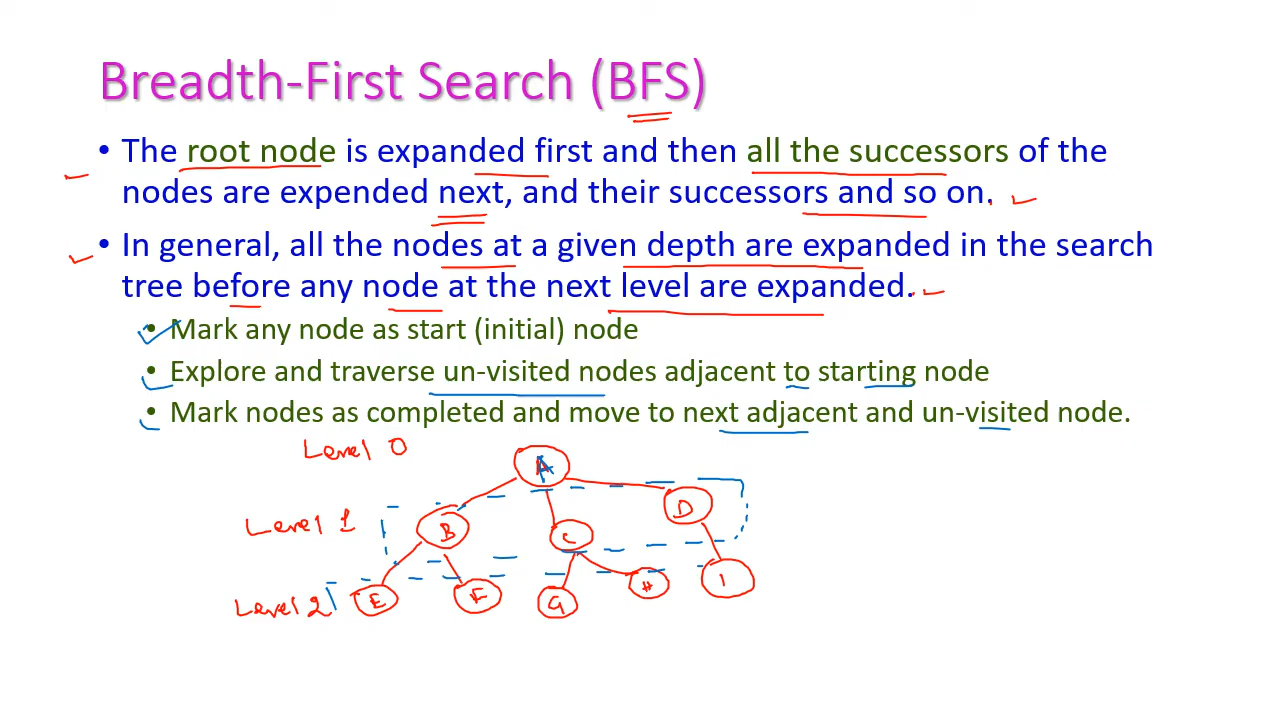 Breadth-First Search (BFS)
• The root node is expanded first and then all the successors of the
nodes are expended next, and their successors and so on.
• In general, all the nodes at a given depth are expanded in the search
tree before any node at the next level are expanded.
• Mark any node as start (initial) node
• Explore and traverse un-visited nodes adjacent to starting node
• Mark nodes as completed and move to next adjacent and un-visited node.
Level 0
A
Level 1
B
C
D
Level 2
E
F
G
H
I